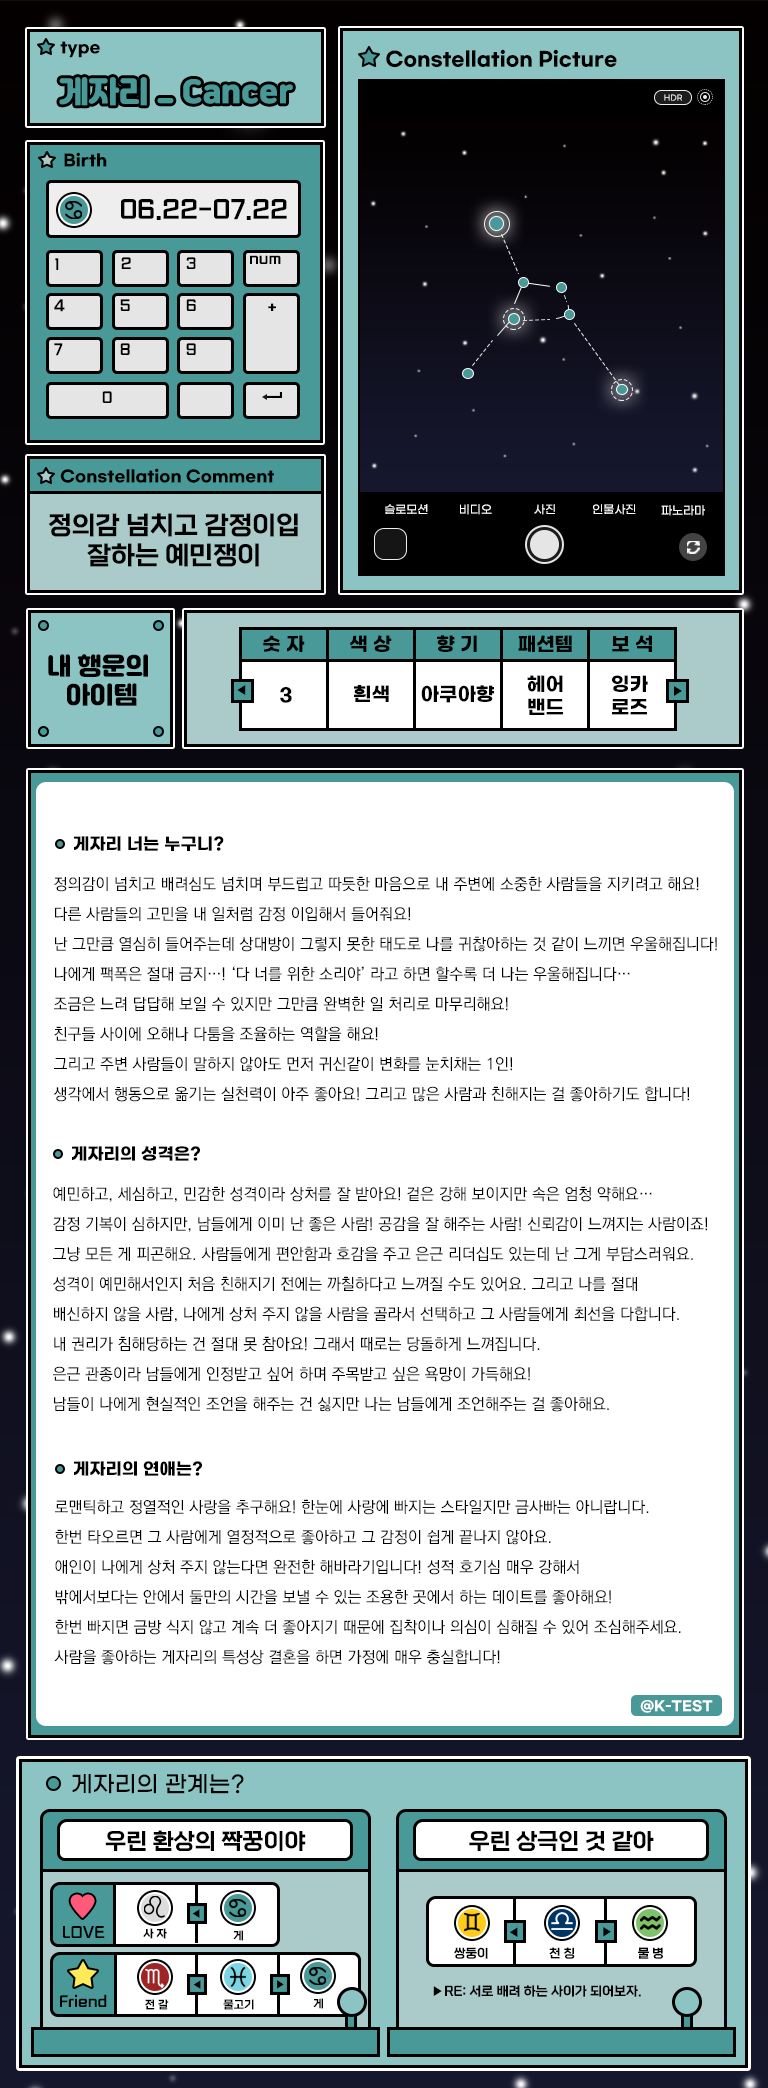 type
게자리 _ Cancer
Birth
06.22-07.22
1 2 3 num
4 5 6 +
7 8 9
0
Constellation Comment
정의감 넘치고 감정이입
잘하는 예민쟁이
Constellation Picture
HDR
슬로모션 비디오 사진 인물사진 파노라마
내 행운의
아이템
숫 자 색 상 향 기 패션템 보 석
3 흰색 아쿠아향 헤어 밴드 잉카 로즈
게자리 너는 누구니?
정의감이 넘치고 배려심도 넘치며 부드럽고 따듯한 마음으로 내 주변에 소중한 사람들을 지키려고 해요!
다른 사람들의 고민을 내 일처럼 감정 이입해서 들어줘요!
난 그만큼 열심히 들어주는데 상대방이 그렇지 못한 태도로 나를 귀찮아하는 것 같이 느끼면 우울해집니다!
나에게 팩폭은 절대 금지…! ‘다 너를 위한 소리야’ 라고 하면 할수록 더 나는 우울해집니다…
조금은 느려 답답해 보일 수 있지만 그만큼 완벽한 일 처리로 마무리해요!
친구들 사이에 오해나 다툼을 조율하는 역할을 해요!
그리고 주변 사람들이 말하지 않아도 먼저 귀신같이 변화를 눈치채는 1인!
생각에서 행동으로 옮기는 실천력이 아주 좋아요! 그리고 많은 사람과 친해지는 걸 좋아하기도 합니다!
게자리의 성격은?
예민하고, 세심하고, 민감한 성격이라 상처를 잘 받아요! 겉은 강해 보이지만 속은 엄청 약해요…
감정 기복이 심하지만, 남들에게 이미 난 좋은 사람! 공감을 잘 해주는 사람! 신뢰감이 느껴지는 사람이죠!
그냥 모든 게 피곤해요. 사람들에게 편안함과 호감을 주고 은근 리더십도 있는데 난 그게 부담스러워요.
성격이 예민해서인지 처음 친해지기 전에는 까칠하다고 느껴질 수도 있어요. 그리고 나를 절대
배신하지 않을 사람, 나에게 상처 주지 않을 사람을 골라서 선택하고 그 사람들에게 최선을 다합니다.
내 권리가 침해당하는 건 절대 못 참아요! 그래서 때로는 당돌하게 느껴집니다.
은근 관종이라 남들에게 인정받고 싶어 하며 주목받고 싶은 욕망이 가득해요!
남들이 나에게 현실적인 조언을 해주는 건 싫지만 나는 남들에게 조언해주는 걸 좋아해요.
게자리의 연애는?
로맨틱하고 정열적인 사랑을 추구해요! 한눈에 사랑에 빠지는 스타일지만 금사빠는 아니랍니다.
한번 타오르면 그 사람에게 열정적으로 좋아하고 그 감정이 쉽게 끝나지 않아요.
애인이 나에게 상처 주지 않는다면 완전한 해바라기입니다! 성적 호기심 매우 강해서
밖에서보다는 안에서 둘만의 시간을 보낼 수 있는 조용한 곳에서 하는 데이트를 좋아해요!
한번 빠지면 금방 식지 않고 계속 더 좋아지기 때문에 집착이나 의심이 심해질 수 있어 조심해주세요.
사람을 좋아하는 게자리의 특성상 결혼을 하면 가정에 매우 충실합니다!
@K-TEST
게자리의 관계는?
우린 환상의 짝꿍이야
LOVE 사 자 게
Friend 전 갈 물고기 게
우린 상극인 것 같아
쌍둥이 천 칭 물 병
▶RE: 서로 배려 하는 사이가 되어보자.